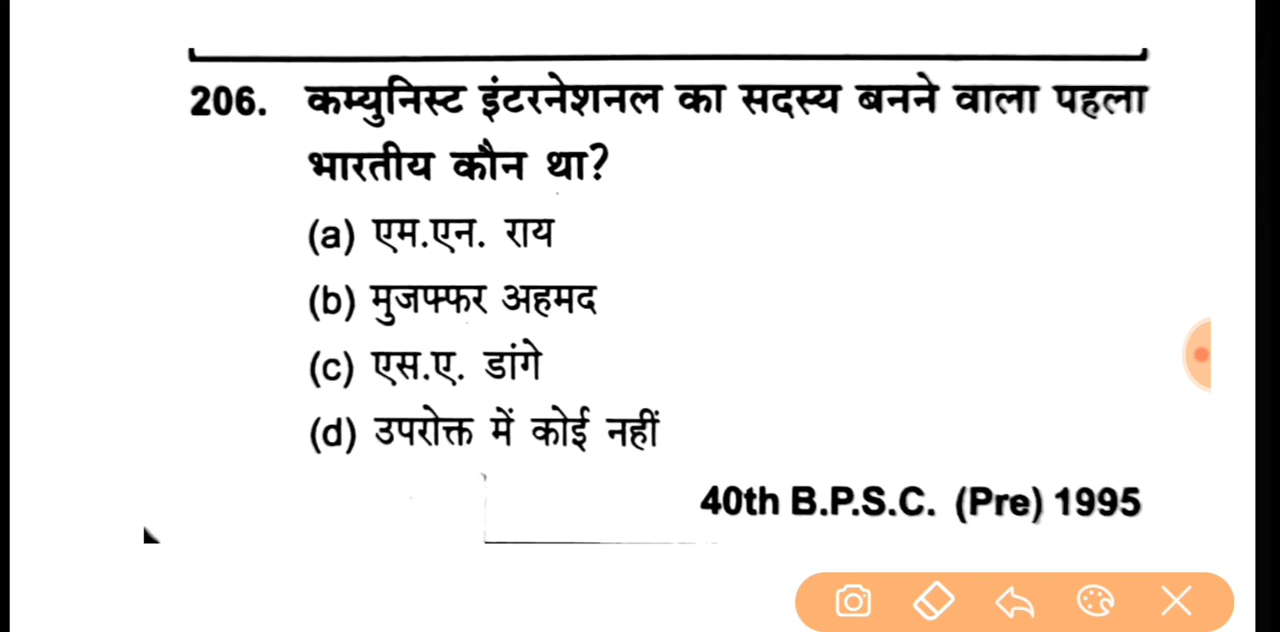 206. कम्युनिस्ट इंटरनेशनल का सदस्य बनने वाला पहला
भारतीय कौन था?
(a) एम.एन. राय
(b) मुजफ्फर अहमद
(c) एस.ए. डांगे
(d) उपरोक्त में कोई नहीं
40th B.P.S.C. (Pre) 1995